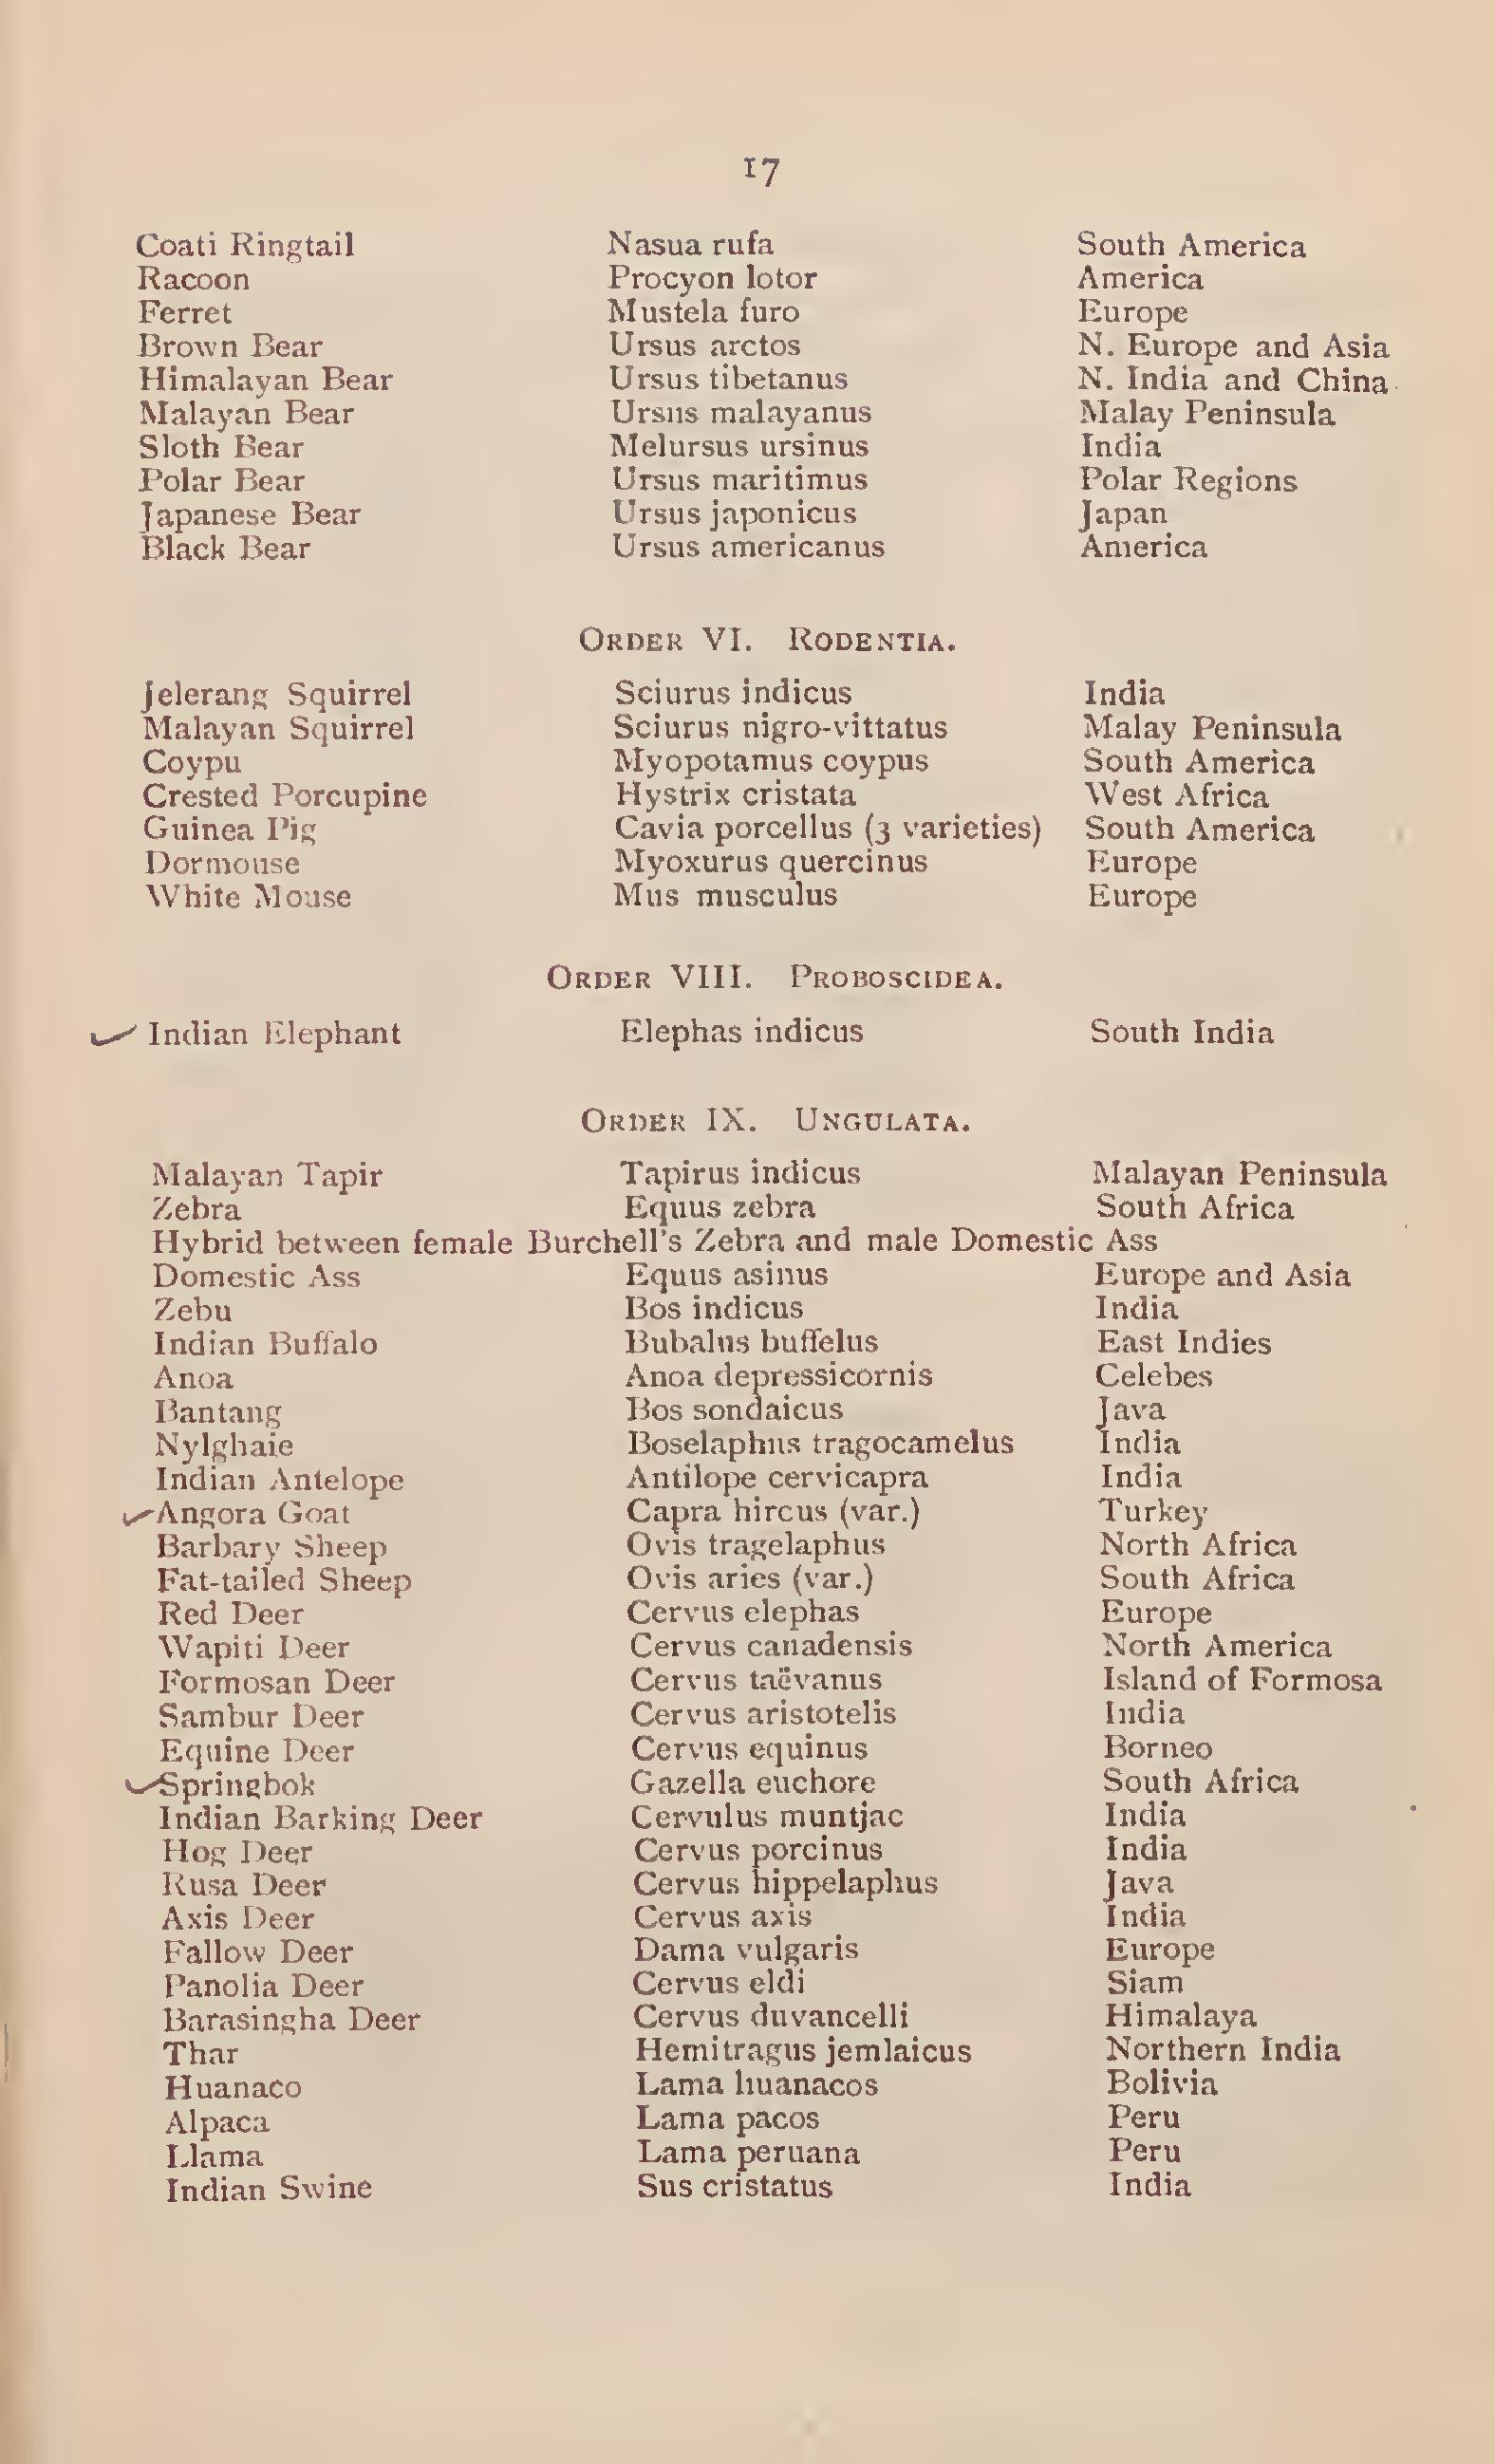 17
Coati Ringtail Nasua rufa South America
Racoon Procyon lotor America
Ferret Mustela furo Europe
Brown Bear Ursus arctos N. Europe and Asia
Himalayan Bear Ursus tibetanus N. India and China
Malayan Bear Ursus malayanus Malay Peninsula
Sloth Bear Melursus ursinus India
Polar Bear Ursus maritimus Polar Regions
Japanese Bear Ursus japonicus Japan
Black Bear Ursus americanus America
ORDER VI. RODENTIA.
Jelerang Squirrel Sciurus indicus India
Malayan Squirrel Sciurus nigro-vittatus Malay Peninsula
Coypu Myopotamus coypus South America
Crested Porcupine Hystrix cristata West Africa
Guinea Pig Cavia porcellus (3 varieties) South America
Dormouse Myoxurus quercinus Europe
White Mouse Mus musculus Europe
ORDER VIII. PROBOSCIDEA.
Indian Elephant Elephas indicus South India
ORDER IX. UNGULATA.
Malayan Tapir Tapirus indicus Malayan Peninsula
Zebra Equus zebra South Africa
Hybrid between female Burchell's Zebra and male Domestic Ass
Domestic Ass Equus asinus Europe and Asia
Zebu Bos indicus India
Indian Buffalo Bubalus buffelus East Indies
Anoa Anoa depressicornis Celebes
Bantang Bos sondaicus Java
Nylghaie Boselaphus tragocamelus India
Indian Antelope Antilope cervicapra India
Angora Goat Capra hircus (var.) Turkey
Barbary Sheep Ovis tragelaphus North Africa
Fat-tailed Sheep Ovis aries (var.) South Africa
Red Deer Cervus elephas Europe
Wapiti Deer Cervus canadensis North America
Formosan Deer Cervus taëvanus Island of Formosa
Sambur Deer Cervus aristotelis India
Equine Deer Cervus equinus Borneo
Springbok Gazella euchore South Africa
Indian Barking Deer Cervulus muntjac India
Hog Deer Cervus porcinus India
Rusa Deer Cervus hippelaphus Java
Axis Deer Cervus axis India
Fallow Deer Dama vulgaris Europe
Panolia Deer Cervus eldi Siam
Barasingha Deer Cervus duvancelli Himalaya
Thar Hemitragus jemlaicus Northern India
Huanaco Lama huanacos Bolivia
Alpaca Lama pacos Peru
Llama Lama peruana Peru
Indian Swine Sus cristatus India